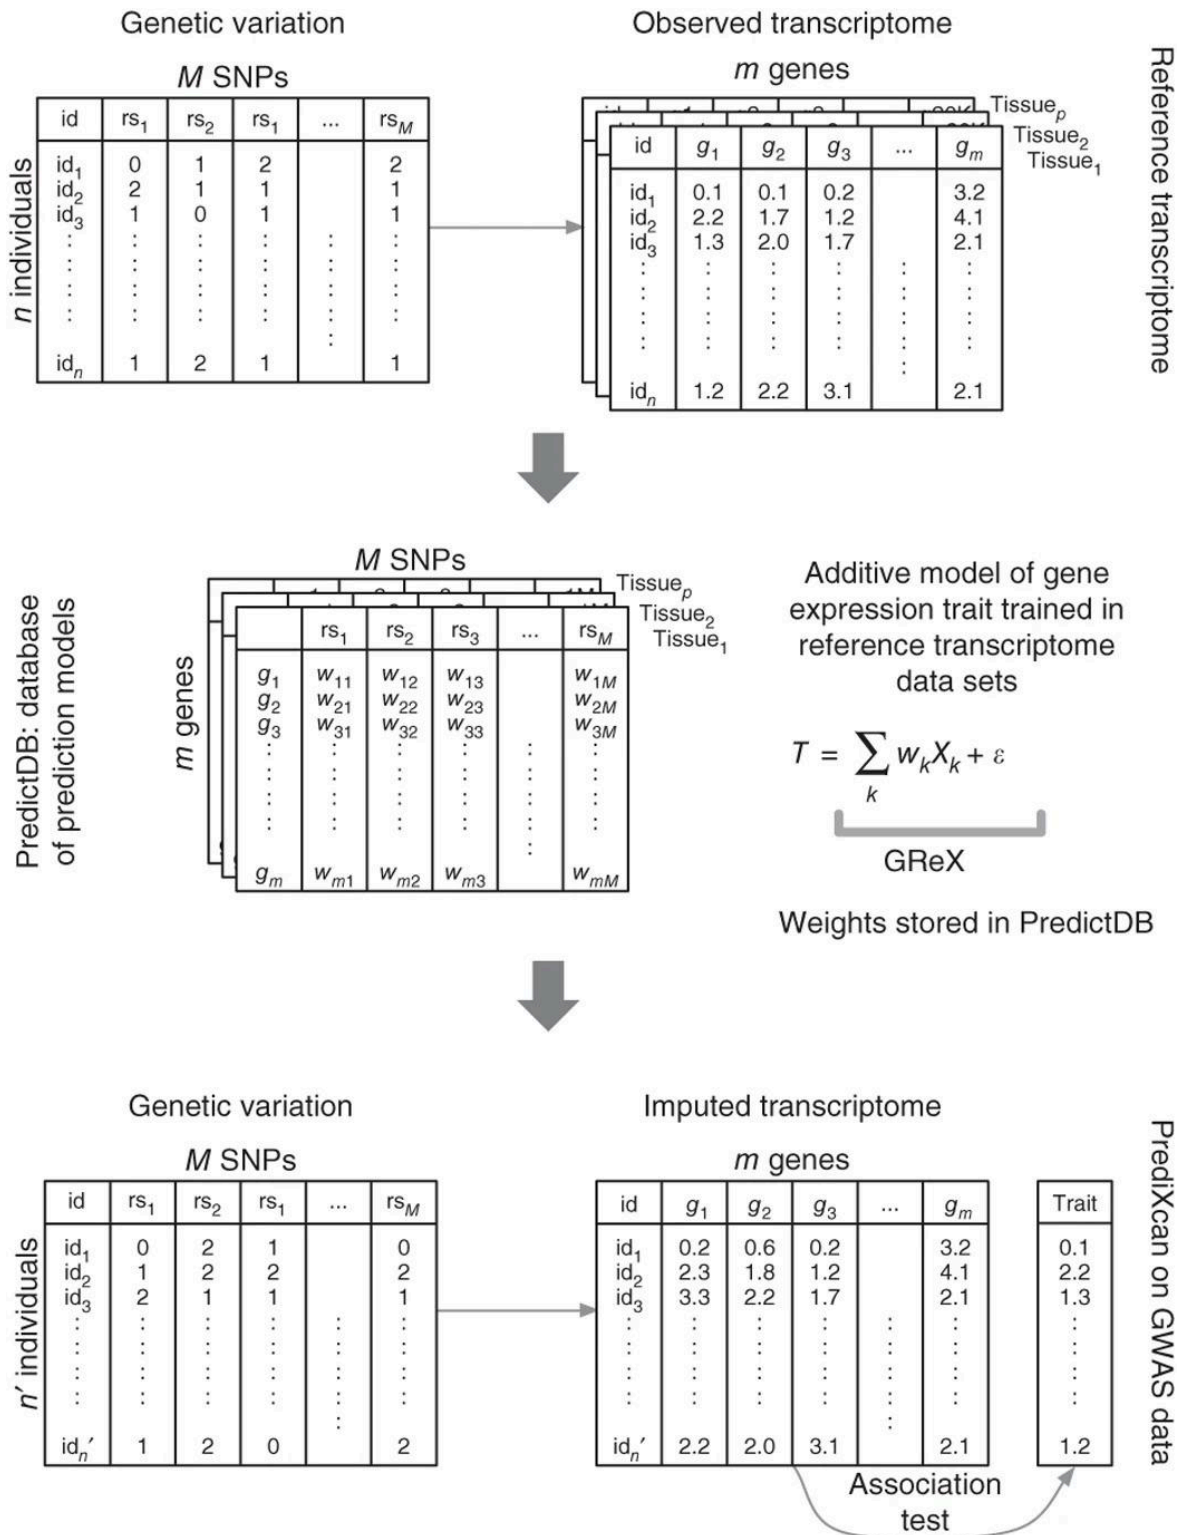 Genetic variation
Observed transcriptome
M SNPs
m genes
Reference transcriptome
n individuals
id rs1 rs2 rs1 ... rsM
id1 0 1 2 2
id2 2 1 1 1
id3 1 0 1 1
idn 1 2 1 1
Tissuep
Tissue2
Tissue1
id g1 g2 g3 ... gm
id1 0.1 0.1 0.2 3.2
id2 2.2 1.7 1.2 4.1
id3 1.3 2.0 1.7 2.1
idn 1.2 2.2 3.1 2.1
PredictDB: database
of prediction models
M SNPs
m genes
Tissuep
Tissue2
Tissue1
rs1 rs2 rs3 ... rsM
g1 w11 w12 w13 w1M
g2 w21 w22 w23 w2M
g3 w31 w32 w33 w3M
gm wm1 wm2 wm3 wmM
Additive model of gene
expression trait trained in
reference transcriptome
data sets
T = ∑ wkXk + ε
k
GReX
Weights stored in PredictDB
Genetic variation
Imputed transcriptome
M SNPs
m genes
PrediXcan on GWAS data
n′ individuals
id rs1 rs2 rs1 ... rsM
id1 0 2 1 0
id2 1 2 2 2
id3 2 1 1 1
idn′ 1 2 0 2
id g1 g2 g3 ... gm
id1 0.2 0.6 0.2 3.2
id2 2.3 1.8 1.2 4.1
id3 3.3 2.2 1.7 2.1
idn′ 2.2 2.0 3.1 2.1
Trait
0.1
2.2
1.3
1.2
Association
test